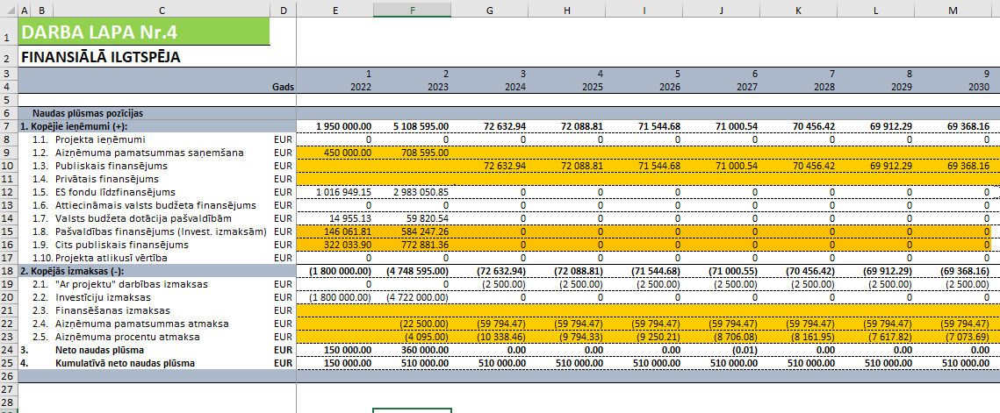 A B C D E F G H I J K L M
1 DARBA LAPA Nr.4
2 FINANSIĀLĀ ILGTSPĒJA
3 1 2 3 4 5 6 7 8 9
4 Gads 2022 2023 2024 2025 2026 2027 2028 2029 2030
5
6 Naudas plūsmas pozīcijas
7 1. Kopējie ieņēmumi (+): 1 950 000.00 5 108 595.00 72 632.94 72 088.81 71 544.68 71 000.54 70 456.42 69 912.29 69 368.16
8 1.1. Projekta ieņēmumi EUR 0 0 0 0 0 0 0 0 0
9 1.2. Aizņēmuma pamatsummas saņemšana EUR 450 000.00 708 595.00
10 1.3. Publiskais finansējums EUR 72 632.94 72 088.81 71 544.68 71 000.54 70 456.42 69 912.29 69 368.16
11 1.4. Privātais finansējums EUR
12 1.5. ES fondu līdzfinansējums EUR 1 016 949.15 2 983 050.85 0 0 0 0 0 0 0
13 1.6. Attiecināmais valsts budžeta finansējums EUR 0 0 0 0 0 0 0 0 0
14 1.7. Valsts budžeta dotācija pašvaldībām EUR 14 955.13 59 820.54 0 0 0 0 0 0 0
15 1.8. Pašvaldības finansējums (Invest. izmaksām) EUR 146 061.81 584 247.26 0 0 0 0 0 0 0
16 1.9. Cits publiskais finansējums EUR 322 033.90 772 881.36 0 0 0 0 0 0 0
17 1.10. Projekta atlikusī vērtība EUR 0 0 0 0 0 0 0 0 0
18 2. Kopējās izmaksas (-): (1 800 000.00) (4 748 595.00) (72 632.94) (72 088.81) (71 544.68) (71 000.55) (70 456.42) (69 912.29) (69 368.16)
19 2.1. "Ar projektu" darbības izmaksas EUR 0 0 (2 500.00) (2 500.00) (2 500.00) (2 500.00) (2 500.00) (2 500.00) (2 500.00)
20 2.2. Investīciju izmaksas EUR (1 800 000.00) (4 722 000.00) 0 0 0 0 0 0 0
21 2.3. Finansēšanas izmaksas EUR
22 2.4. Aizņēmuma pamatsummas atmaksa EUR (22 500.00) (59 794.47) (59 794.47) (59 794.47) (59 794.47) (59 794.47) (59 794.47) (59 794.47)
23 2.5. Aizņēmuma procentu atmaksa EUR (4 095.00) (10 338.46) (9 794.33) (9 250.21) (8 706.08) (8 161.95) (7 617.82) (7 073.69)
24 3. Neto naudas plūsma EUR 150 000.00 360 000.00 0.00 0.00 0.00 (0.01) 0.00 0.00 0.00
25 4. Kumulatīvā neto naudas plūsma EUR 150 000.00 510 000.00 510 000.00 510 000.00 510 000.00 510 000.00 510 000.00 510 000.00 510 000.00
26
27
28